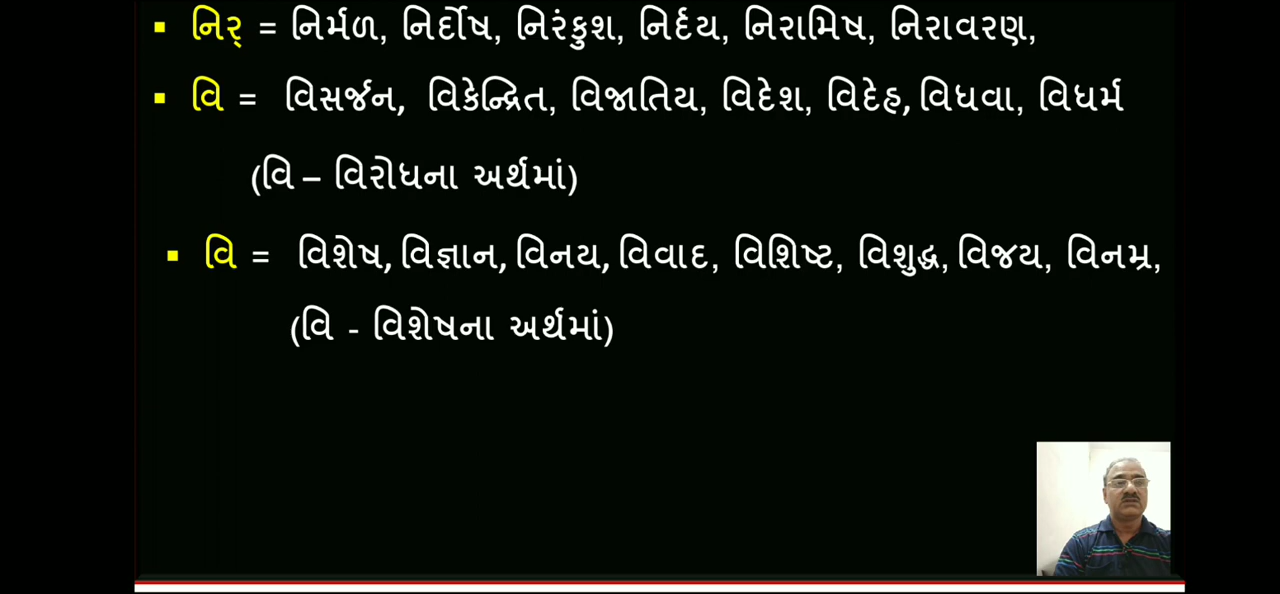 ▪ નિર્ = નિર્મળ, નિર્દોષ, નિરંકુશ, નિર્દય, નિરામિષ, નિરાવરણ,
▪ વિ = વિસર્જન, વિકેન્દ્રિત, વિજાતિય, વિદેશ, વિદેહ, વિધવા, વિધર્મ
(વિ – વિરોધના અર્થમાં)
▪ વિ = વિશેષ, વિજ્ઞાન, વિનય, વિવાદ, વિશિષ્ટ, વિશુદ્ધ, વિજય, વિનમ્ર,
(વિ - વિશેષના અર્થમાં)